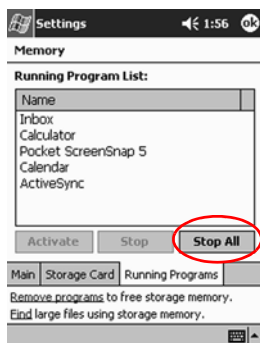 Settings 1:56 ok
Memory
Running Program List:
Name
Inbox
Calculator
Pocket ScreenSnap 5
Calendar
ActiveSync
Activate Stop Stop All
Main Storage Card Running Programs
Remove programs to free storage memory.
Find large files using storage memory.